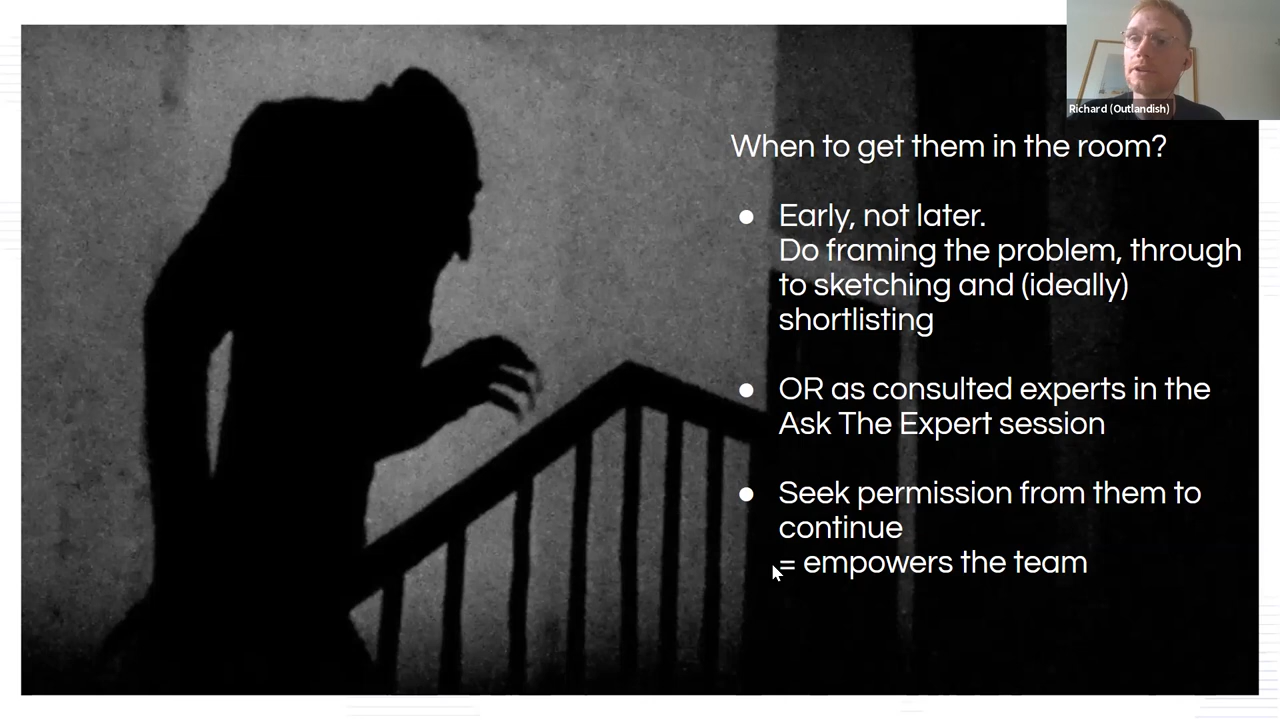 Richard (Outlandish)
When to get them in the room?
● Early, not later.
Do framing the problem, through
to sketching and (ideally)
shortlisting
● OR as consulted experts in the
Ask The Expert session
● Seek permission from them to
continue
= empowers the team